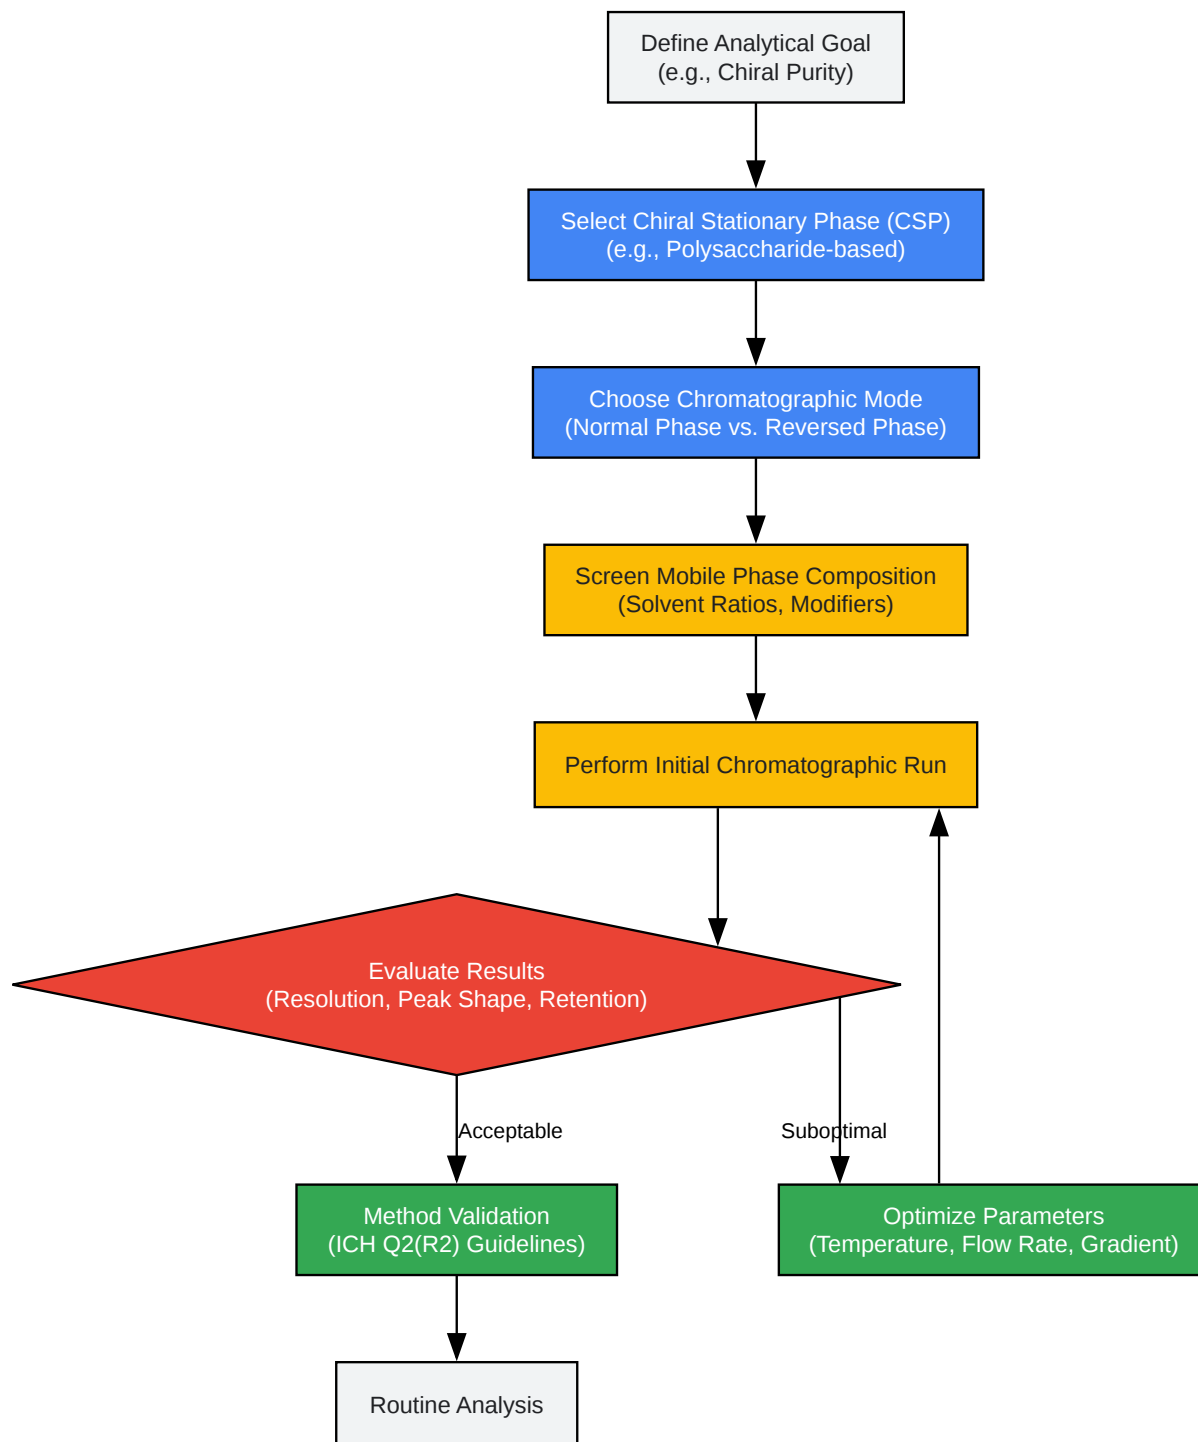 Define Analytical Goal
(e.g., Chiral Purity)
Select Chiral Stationary Phase (CSP)
(e.g., Polysaccharide-based)
Choose Chromatographic Mode
(Normal Phase vs. Reversed Phase)
Screen Mobile Phase Composition
(Solvent Ratios, Modifiers)
Perform Initial Chromatographic Run
Evaluate Results
(Resolution, Peak Shape, Retention)
Acceptable
Suboptimal
Method Validation
(ICH Q2(R2) Guidelines)
Optimize Parameters
(Temperature, Flow Rate, Gradient)
Routine Analysis